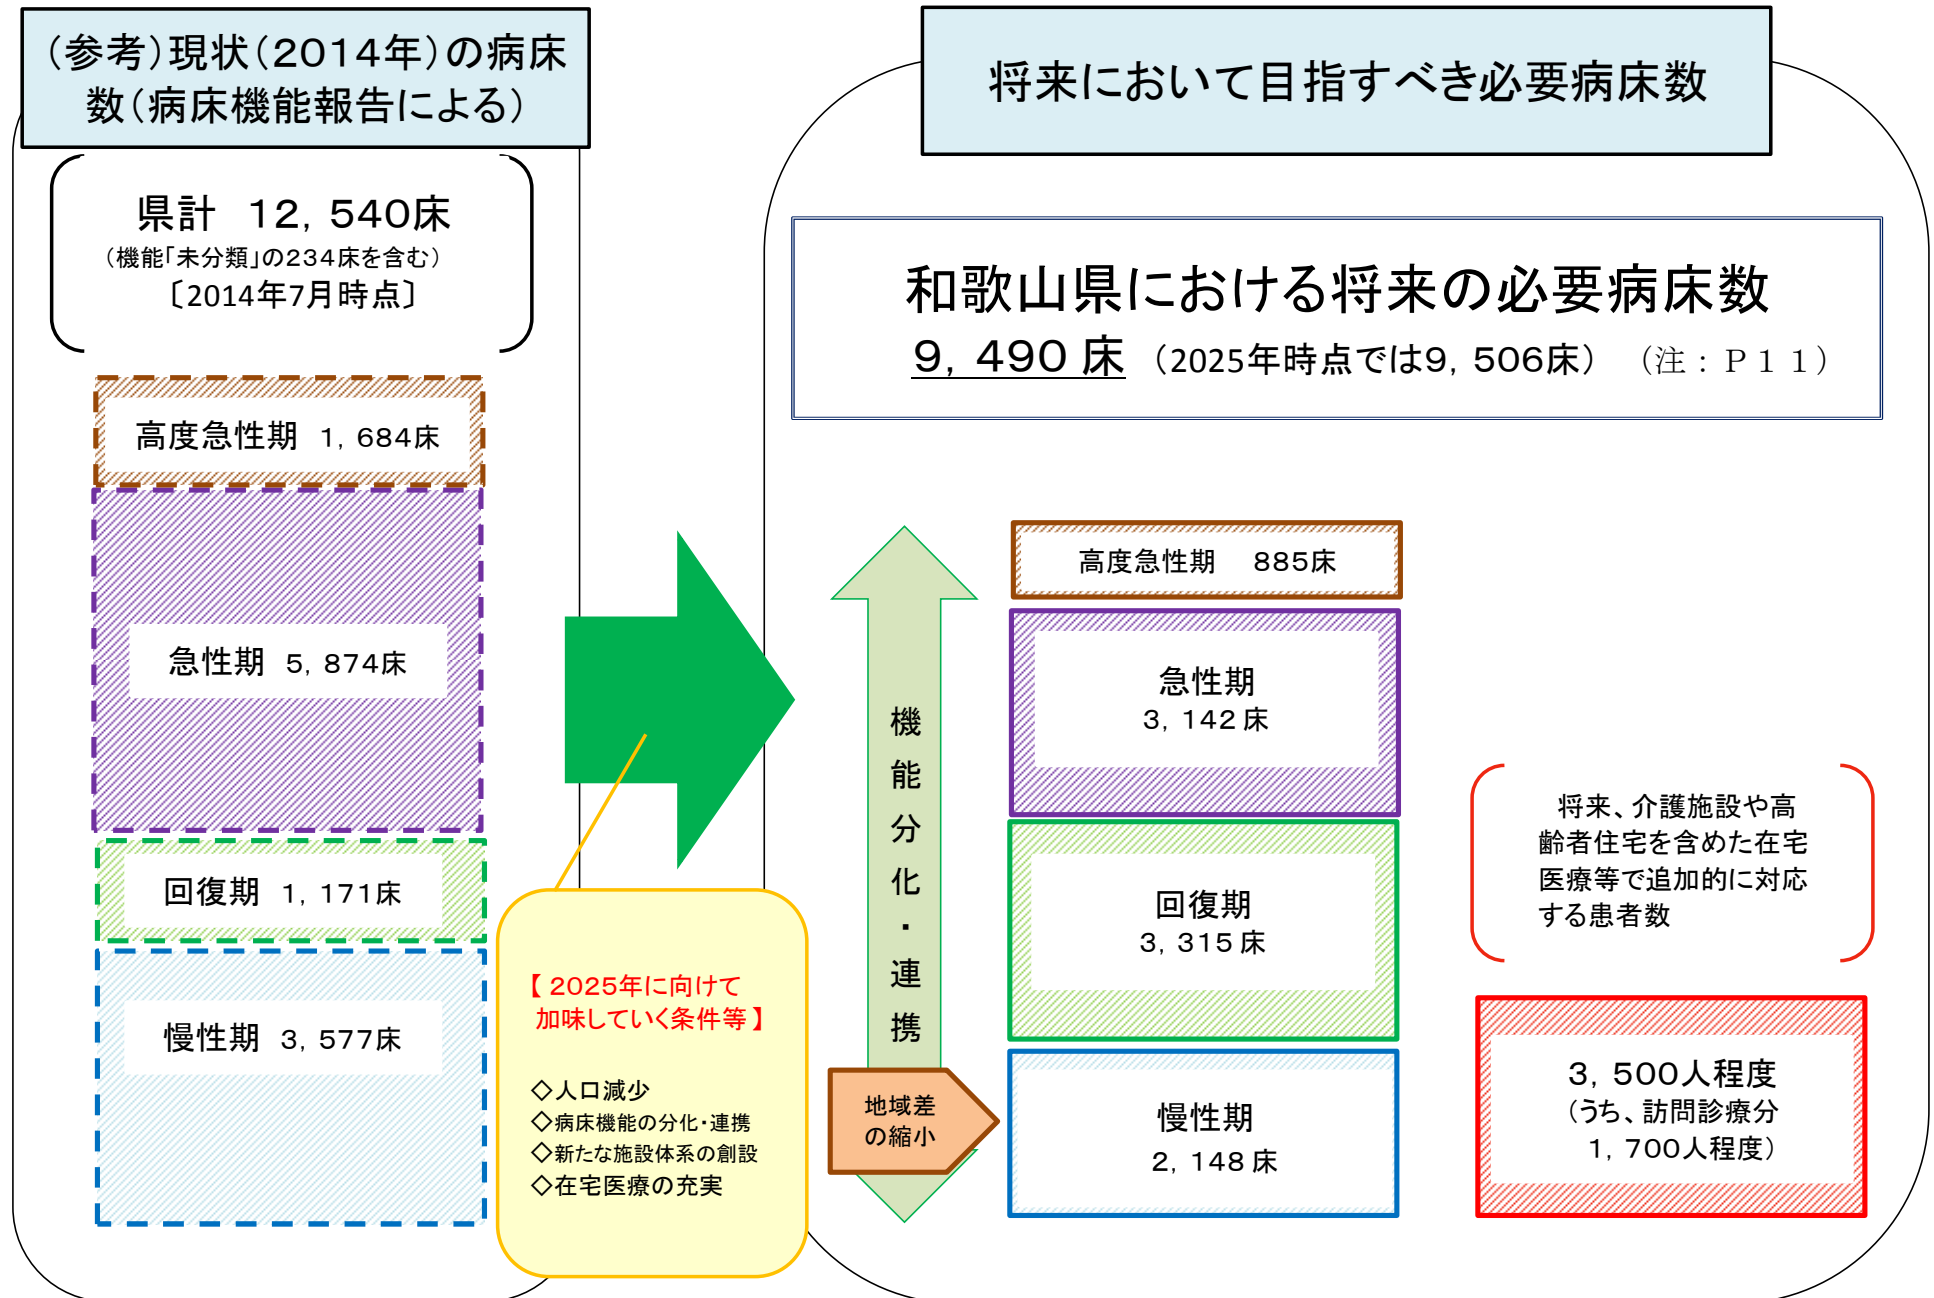 （参考）現状（2014年）の病床
数（病床機能報告による）
県計　12，540床
（機能「未分類」の234床を含む）
〔2014年7月時点〕
高度急性期　1，684床
急性期　5，874床
回復期　1，171床
慢性期　3，577床
【 2025年に向けて
加味していく条件等 】
◇人口減少
◇病床機能の分化・連携
◇新たな施設体系の創設
◇在宅医療の充実
将来において目指すべき必要病床数
和歌山県における将来の必要病床数
9，490 床　（2025年時点では9，506床）　（注：Ｐ１１）
機能分化・連携
地域差
の縮小
高度急性期　885床
急性期
3，142 床
回復期
3，315 床
慢性期
2，148 床
将来、介護施設や高
齢者住宅を含めた在宅
医療等で追加的に対応
する患者数
3，500人程度
（うち、訪問診療分
1，700人程度）